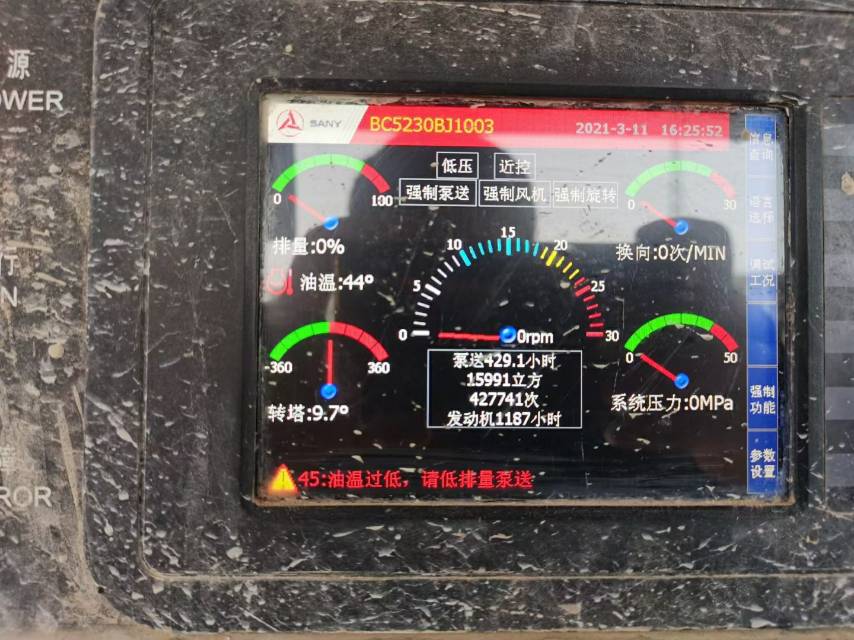 源
OWER
SANY
BC5230BJ1003
2021-3-11 16:25:52
信息
查询
低压
近控
强制泵送
强制风机
强制旋转
0
100
0
30
语言
选择
排量:0%
换向:0次/MIN
调试
工况
油温:44°
0
5
10
15
20
25
30
0rpm
-360
360
0
50
泵送429.1小时
15991立方
427741次
发动机1187小时
转塔:9.7°
系统压力:0MPa
强制
功能
45:油温过低，请低排量泵送
参数
设置
行
N
ROR